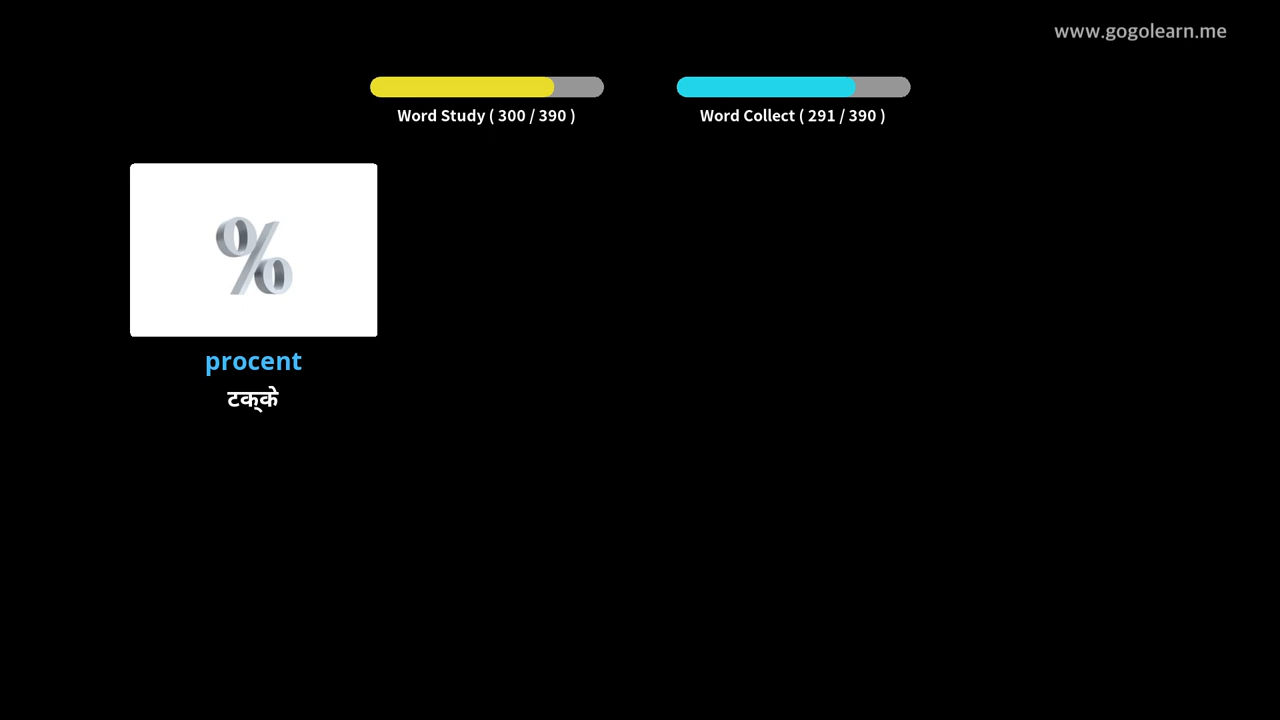 www.gogolearn.me
Word Study ( 300 / 390 )
Word Collect ( 291 / 390 )
%
procent
टक्के